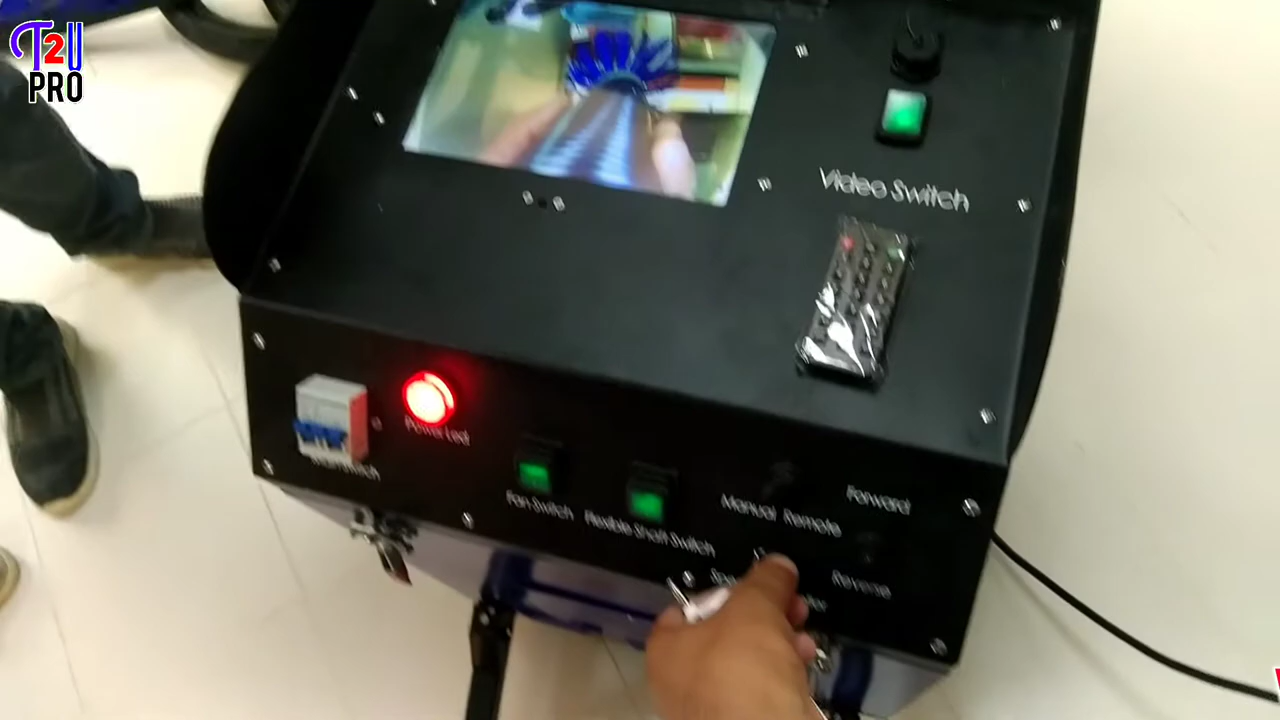 T2U
PRO
Video Switch
Power Led
Fan Switch
Flexible Shaft Switch
Manual Remote
Forward
Reverse